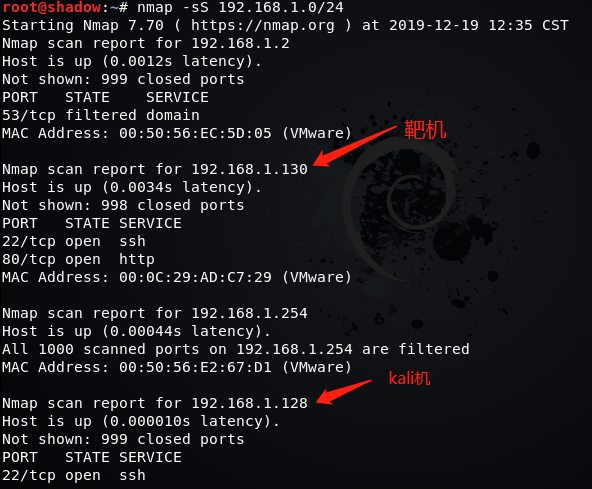 root@shadow:~# nmap -sS 192.168.1.0/24
Starting Nmap 7.70 ( https://nmap.org ) at 2019-12-19 12:35 CST
Nmap scan report for 192.168.1.2
Host is up (0.0012s latency).
Not shown: 999 closed ports
PORT   STATE    SERVICE
53/tcp filtered domain
MAC Address: 00:50:56:EC:5D:05 (VMware)
靶机
Nmap scan report for 192.168.1.130
Host is up (0.0034s latency).
Not shown: 998 closed ports
PORT   STATE SERVICE
22/tcp open  ssh
80/tcp open  http
MAC Address: 00:0C:29:AD:C7:29 (VMware)
Nmap scan report for 192.168.1.254
Host is up (0.00044s latency).
All 1000 scanned ports on 192.168.1.254 are filtered
MAC Address: 00:50:56:E2:67:D1 (VMware)
kali机
Nmap scan report for 192.168.1.128
Host is up (0.000010s latency).
Not shown: 999 closed ports
PORT   STATE SERVICE
22/tcp open  ssh